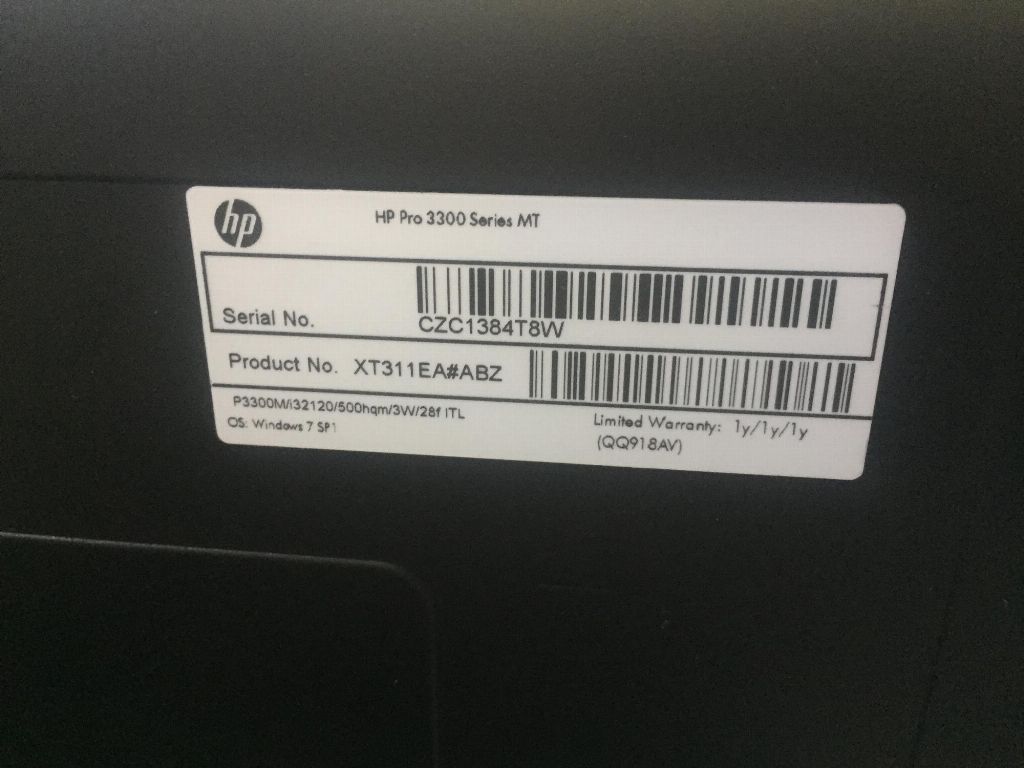 hp
HP Pro 3300 Series MT
Serial No.
CZC1384T8W
Product No. XT311EA#ABZ
P3300M/i32120/500hqm/3W/28f ITL
OS: Windows 7 SP1
Limited Warranty: 1y/1y/1y
(QQ918AV)